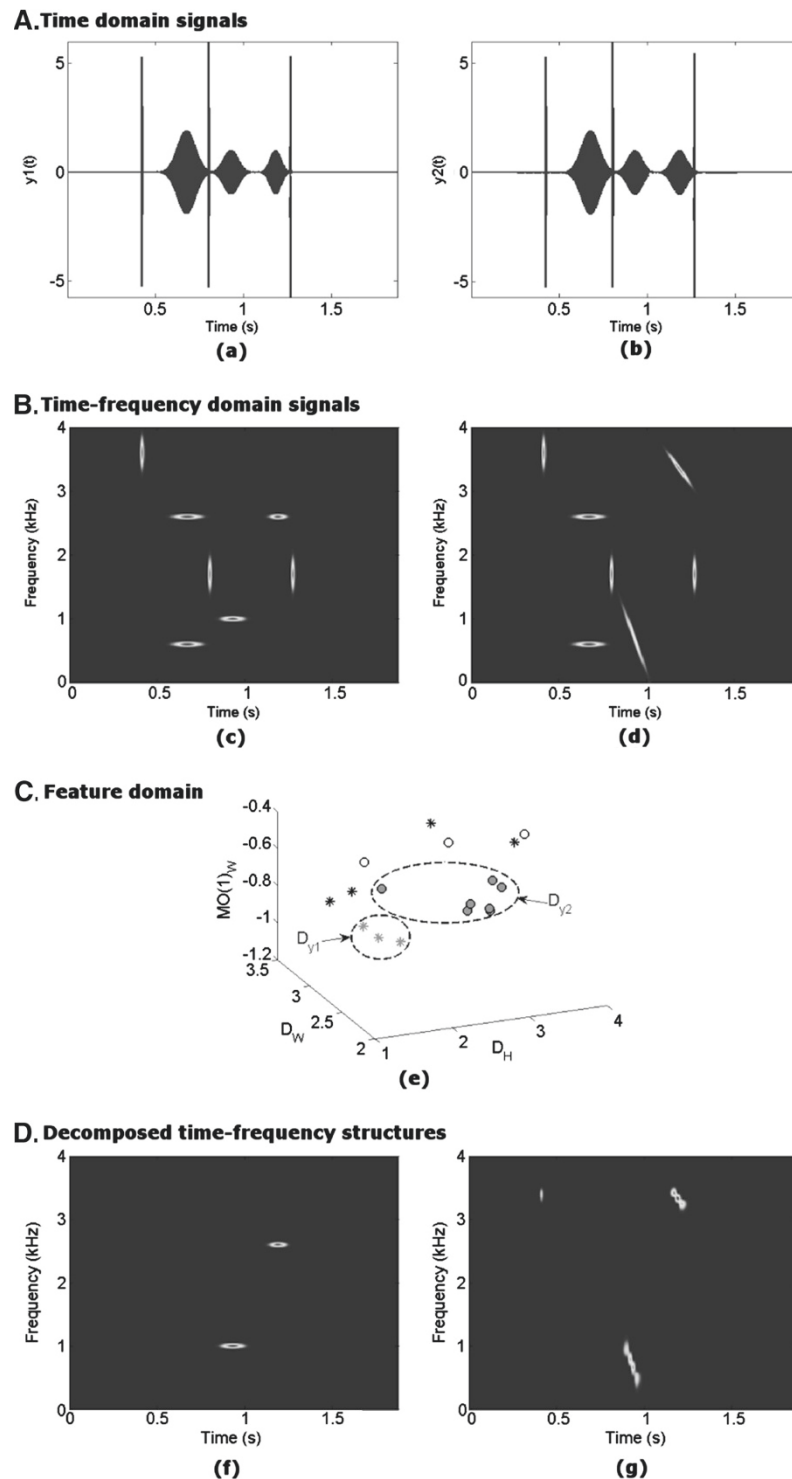 A. Time domain signals
5
0
-5
y1(t)
0.5
1
1.5
Time (s)
(a)
5
0
-5
y2(t)
0.5
1
1.5
Time (s)
(b)
B. Time-frequency domain signals
4
3
2
1
0
Frequency (kHz)
0
0.5
1
1.5
Time (s)
(c)
4
3
2
1
0
Frequency (kHz)
0
0.5
1
1.5
Time (s)
(d)
C. Feature domain
-0.4
-0.6
-0.8
-1
-1.2
MO(1)W
3.5
3
2.5
2
DW
1
2
3
4
DH
Dy1
Dy2
(e)
D. Decomposed time-frequency structures
4
3
2
1
0
Frequency (kHz)
0
0.5
1
1.5
Time (s)
(f)
4
3
2
1
0
Frequency (kHz)
0
0.5
1
1.5
Time (s)
(g)